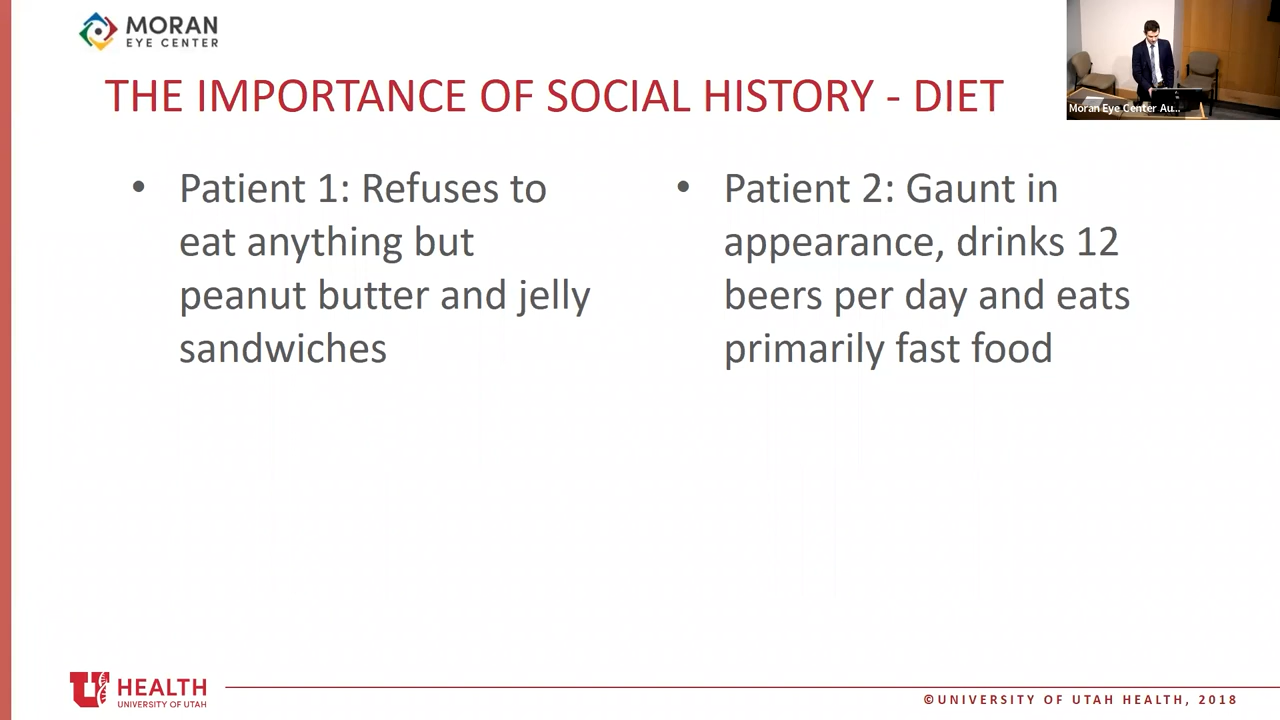 MORAN
EYE CENTER
THE IMPORTANCE OF SOCIAL HISTORY - DIET
Moran Eye Center Au...
• Patient 1: Refuses to
eat anything but
peanut butter and jelly
sandwiches
• Patient 2: Gaunt in
appearance, drinks 12
beers per day and eats
primarily fast food
U HEALTH
UNIVERSITY OF UTAH
©UNIVERSITY OF UTAH HEALTH, 2018